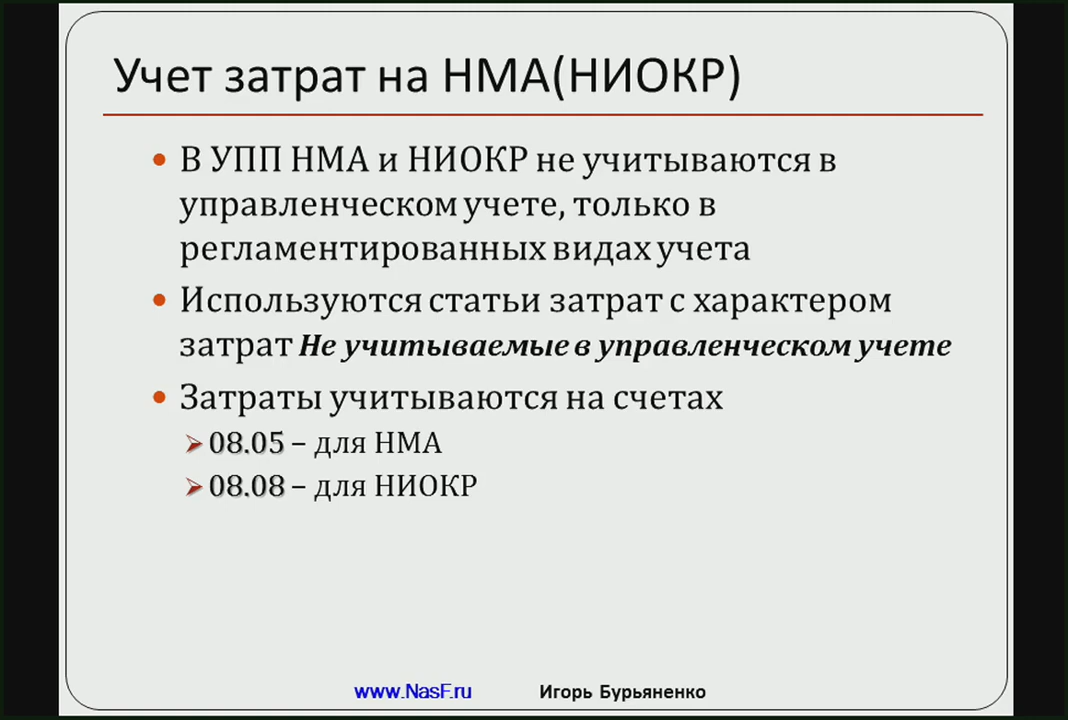 Учет затрат на НМА(НИОКР)
В УПП НМА и НИОКР не учитываются в
управленческом учете, только в
регламентированных видах учета
Используются статьи затрат с характером
затрат Не учитываемые в управленческом учете
Затраты учитываются на счетах
08.05 – для НМА
08.08 – для НИОКР
www.NasF.ru Игорь Бурьяненко